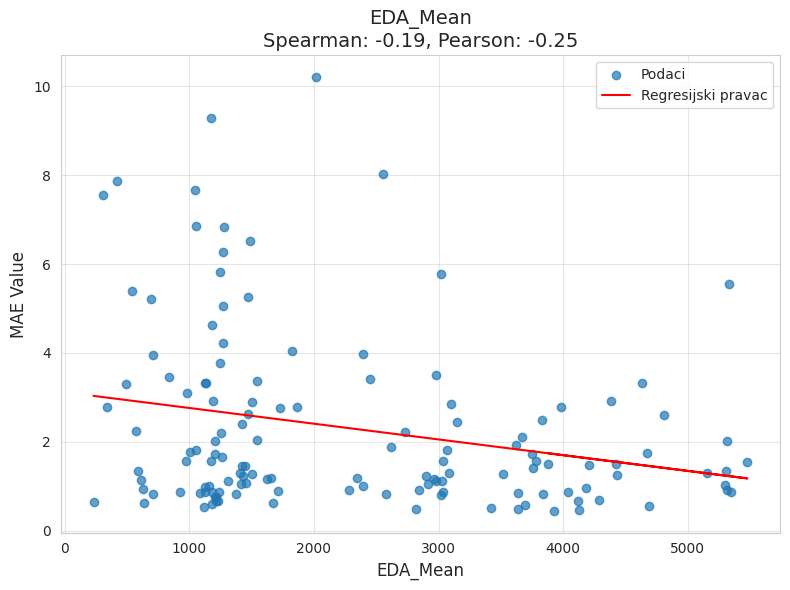 EDA_Mean
Spearman: -0.19, Pearson: -0.25
Podaci
Regresijski pravac
MAE Value
10
8
6
4
2
0
0
1000
2000
3000
4000
5000
EDA_Mean